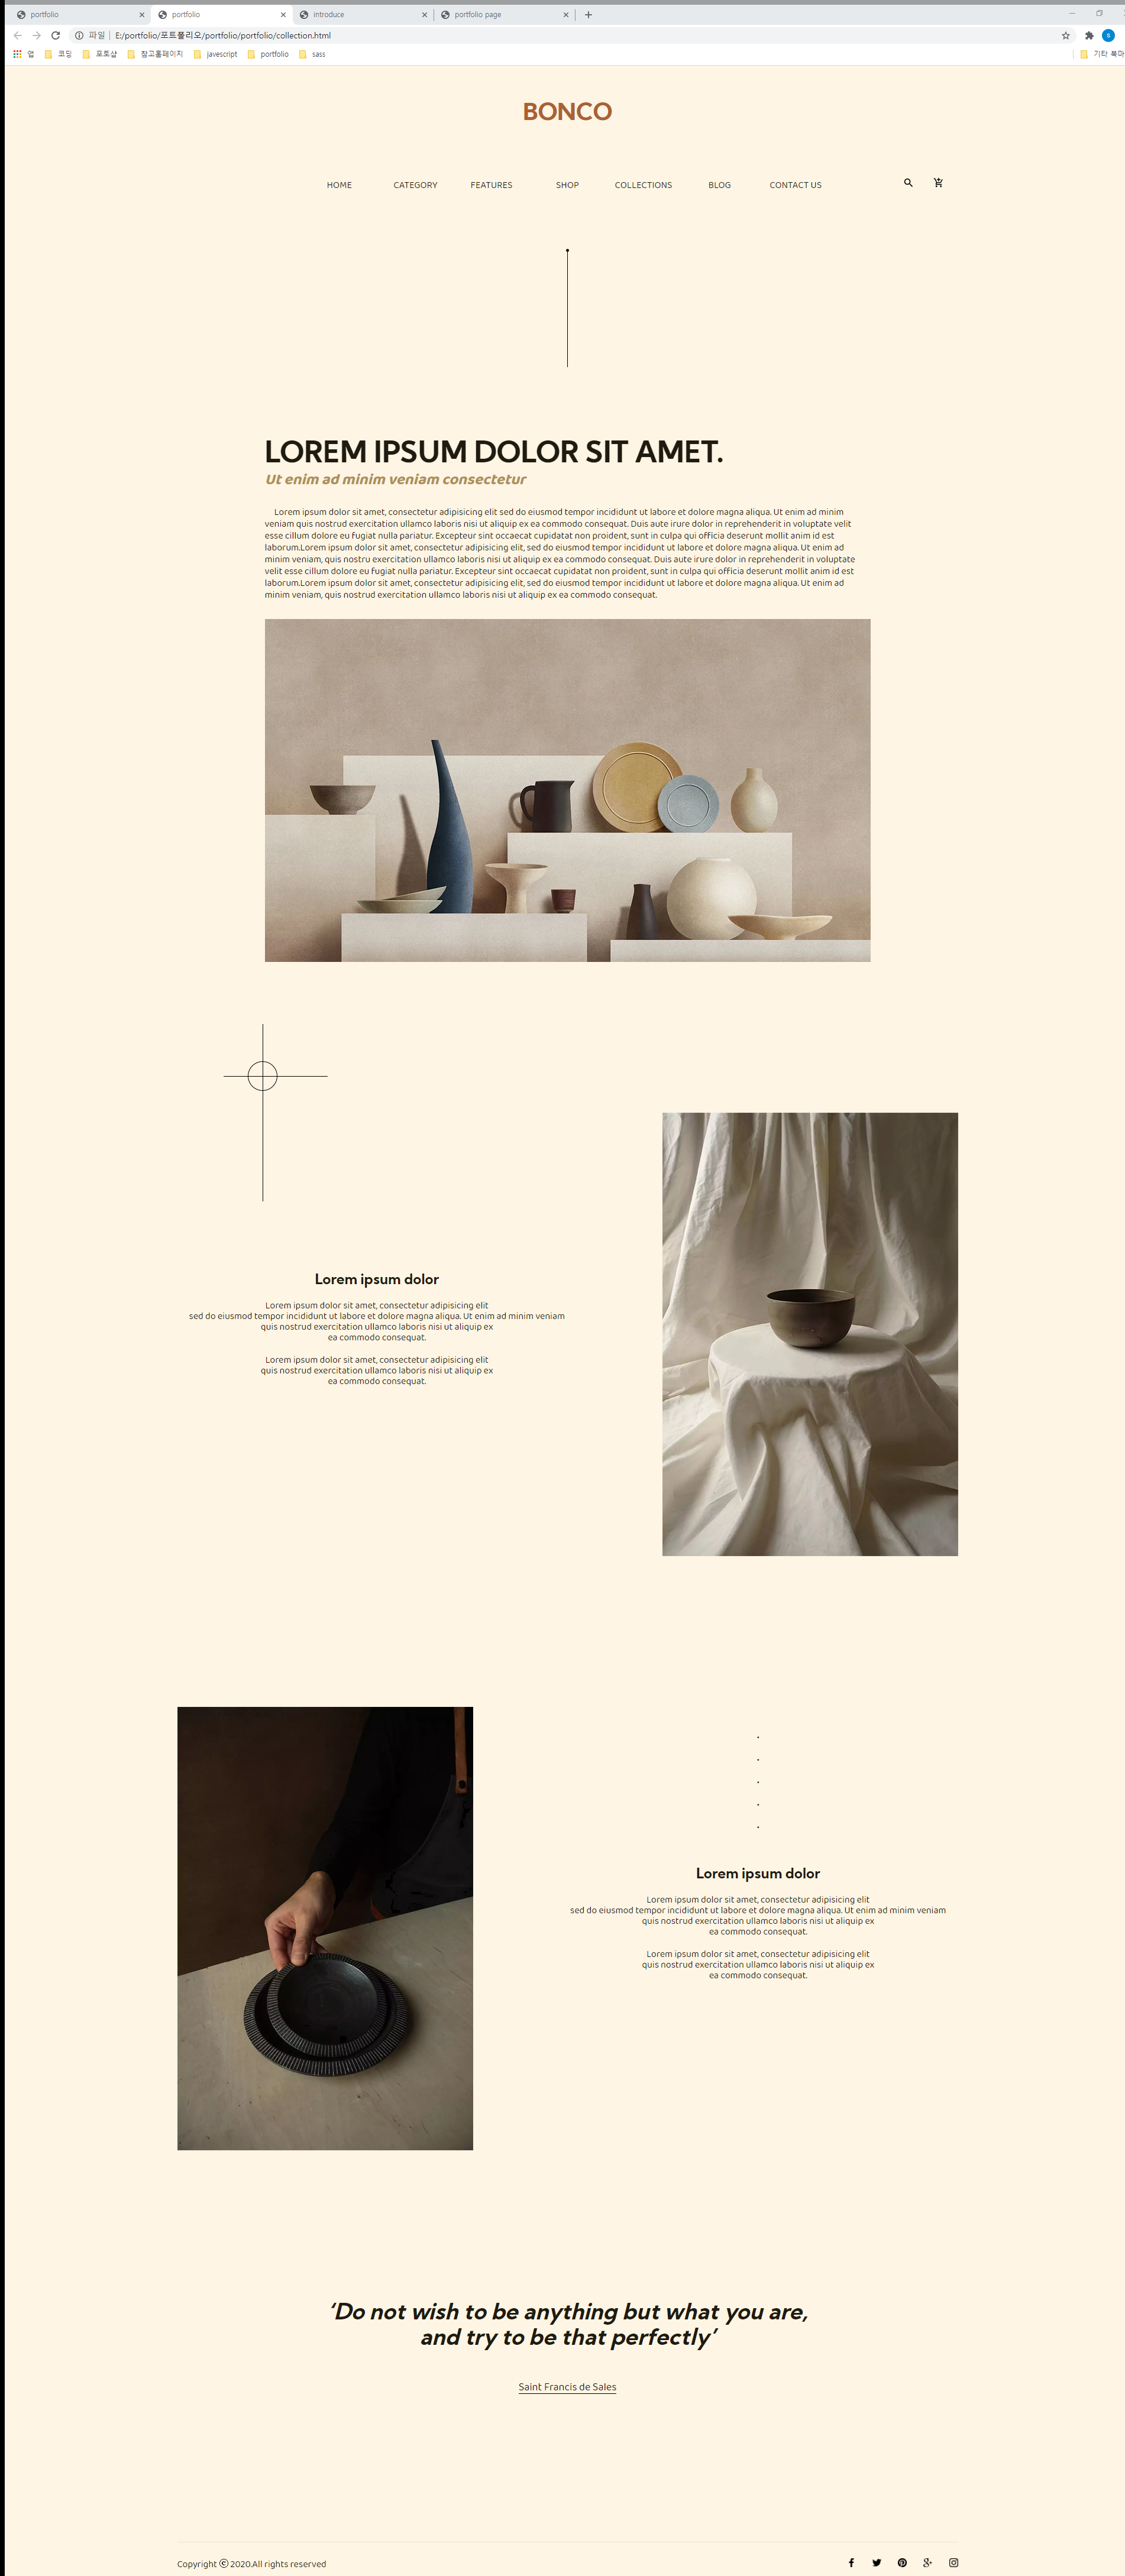 portfolio
portfolio
introduce
portfolio page
파일 | E:/portfolio/포트폴리오/portfolio/portfolio/collection.html
앱 코딩 포토샵 참고홈페이지 javescript portfolio sass 기타 북마
BONCO
HOME CATEGORY FEATURES SHOP COLLECTIONS BLOG CONTACT US
LOREM IPSUM DOLOR SIT AMET.
Ut enim ad minim veniam consectetur
Lorem ipsum dolor sit amet, consectetur adipisicing elit sed do eiusmod tempor incididunt ut labore et dolore magna aliqua. Ut enim ad minim
veniam quis nostrud exercitation ullamco laboris nisi ut aliquip ex ea commodo consequat. Duis aute irure dolor in reprehenderit in voluptate velit
esse cillum dolore eu fugiat nulla pariatur. Excepteur sint occaecat cupidatat non proident, sunt in culpa qui officia deserunt mollit anim id est
laborum.Lorem ipsum dolor sit amet, consectetur adipisicing elit, sed do eiusmod tempor incididunt ut labore et dolore magna aliqua. Ut enim ad
minim veniam, quis nostru exercitation ullamco laboris nisi ut aliquip ex ea commodo consequat. Duis aute irure dolor in reprehenderit in voluptate
velit esse cillum dolore eu fugiat nulla pariatur. Excepteur sint occaecat cupidatat non proident, sunt in culpa qui officia deserunt mollit anim id est
laborum.Lorem ipsum dolor sit amet, consectetur adipisicing elit, sed do eiusmod tempor incididunt ut labore et dolore magna aliqua. Ut enim ad
minim veniam, quis nostrud exercitation ullamco laboris nisi ut aliquip ex ea commodo consequat.
Lorem ipsum dolor
Lorem ipsum dolor sit amet, consectetur adipisicing elit
sed do eiusmod tempor incididunt ut labore et dolore magna aliqua. Ut enim ad minim veniam
quis nostrud exercitation ullamco laboris nisi ut aliquip ex
ea commodo consequat.
Lorem ipsum dolor sit amet, consectetur adipisicing elit
quis nostrud exercitation ullamco laboris nisi ut aliquip ex
ea commodo consequat.
Lorem ipsum dolor
Lorem ipsum dolor sit amet, consectetur adipisicing elit
sed do eiusmod tempor incididunt ut labore et dolore magna aliqua. Ut enim ad minim veniam
quis nostrud exercitation ullamco laboris nisi ut aliquip ex
ea commodo consequat.
Lorem ipsum dolor sit amet, consectetur adipisicing elit
quis nostrud exercitation ullamco laboris nisi ut aliquip ex
ea commodo consequat.
‘Do not wish to be anything but what you are,
and try to be that perfectly’
Saint Francis de Sales
Copyright ⓒ 2020.All rights reserved